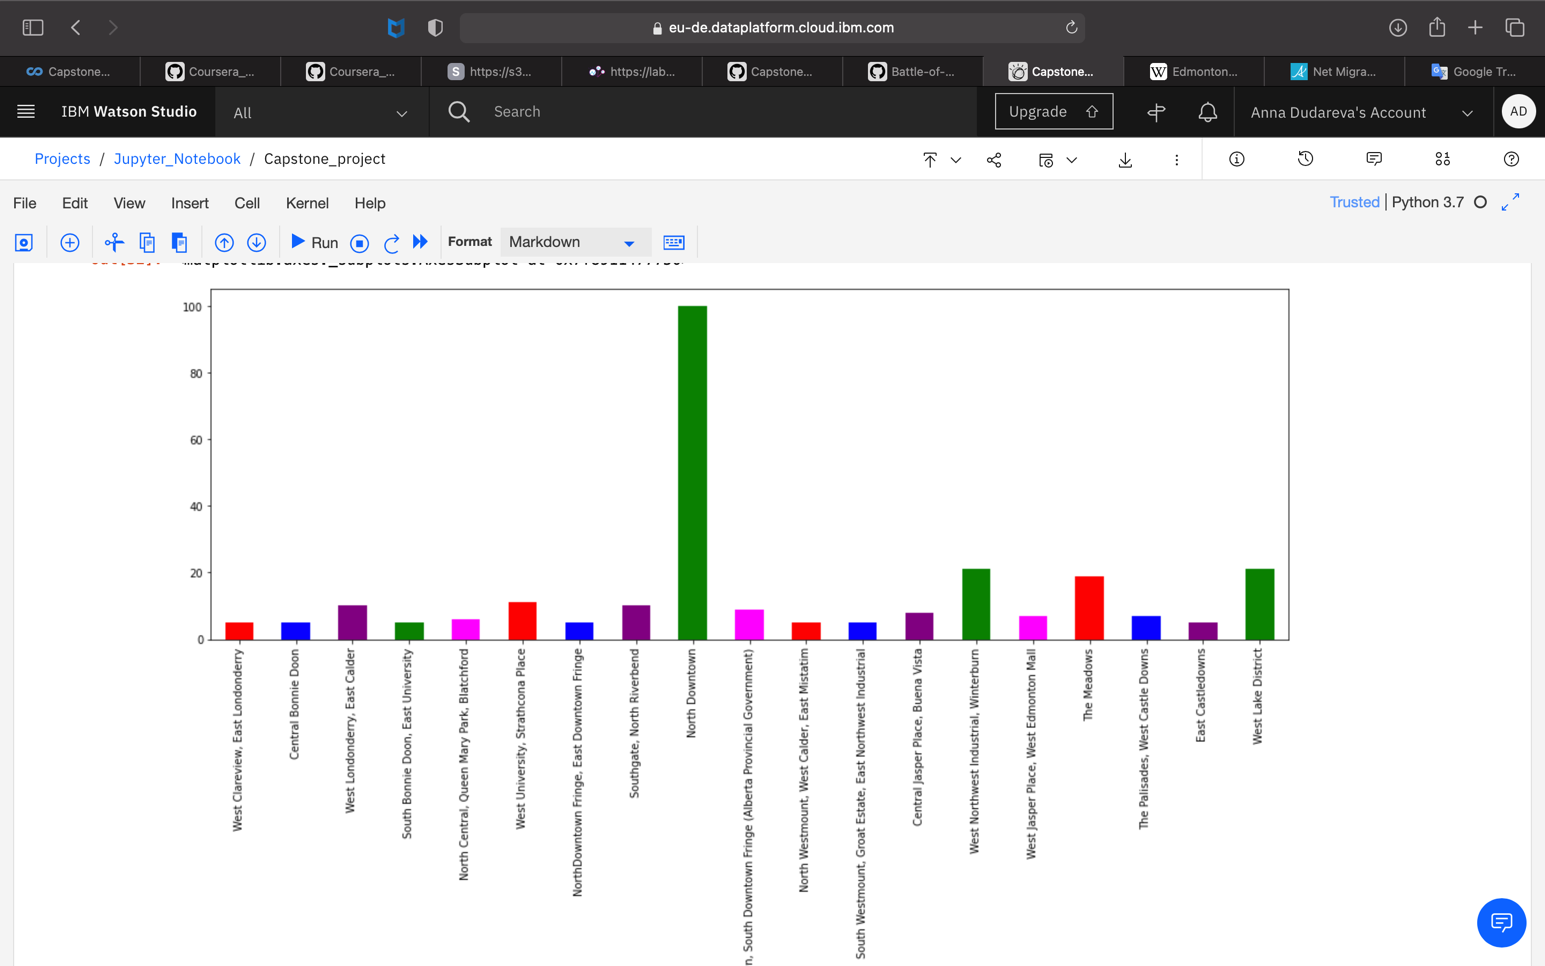 eu-de.dataplatform.cloud.ibm.com
Capstone...
Coursera_...
Coursera_...
S
https://s3...
https://lab...
Capstone...
Battle-of-...
Capstone...
W
Edmonton...
Net Migra...
Google Tr...
IBM Watson Studio
All
Search
Upgrade
Anna Dudareva's Account
AD
Projects / Jupyter_Notebook / Capstone_project
File Edit View Insert Cell Kernel Help
Trusted | Python 3.7
Run
Format
Markdown
100
80
60
40
20
0
West Clareview, East Londonderry
Central Bonnie Doon
West Londonderry, East Calder
South Bonnie Doon, East University
North Central, Queen Mary Park, Blatchford
West University, Strathcona Place
NorthDowntown Fringe, East Downtown Fringe
Southgate, North Riverbend
North Downtown
n, South Downtown Fringe (Alberta Provincial Government)
North Westmount, West Calder, East Mistatim
South Westmount, Groat Estate, East Northwest Industrial
Central Jasper Place, Buena Vista
West Northwest Industrial, Winterburn
West Jasper Place, West Edmonton Mall
The Meadows
The Palisades, West Castle Downs
East Castledowns
West Lake District